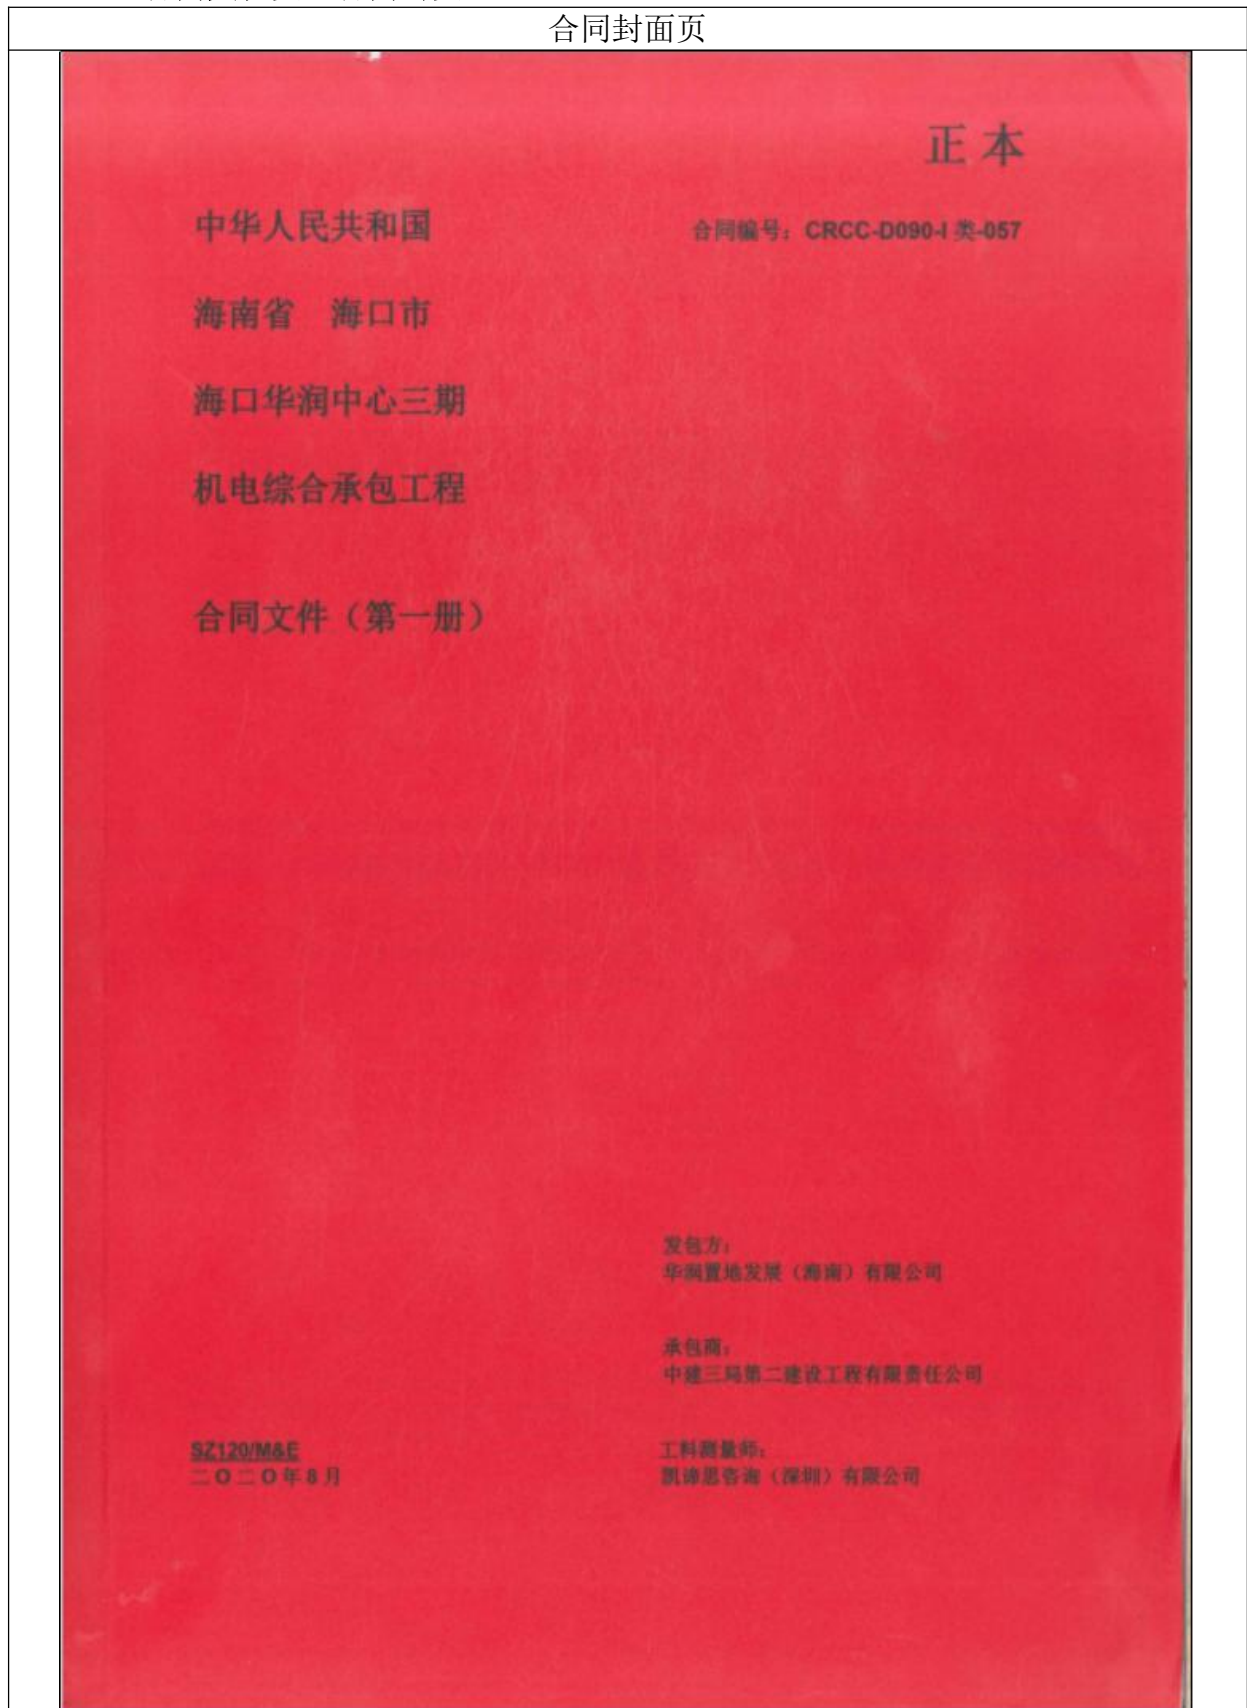 合同封面页
正本
中华人民共和国
合同编号：CRCC-D090-I 类-057
海南省 海口市
海口华润中心三期
机电综合承包工程
合同文件（第一册）
发包方：
华润置地发展（海南）有限公司
承包商：
中建三局第二建设工程有限责任公司
SZ120/M&E
二〇二〇年8月
工料测量师：
凯谛思咨询（深圳）有限公司